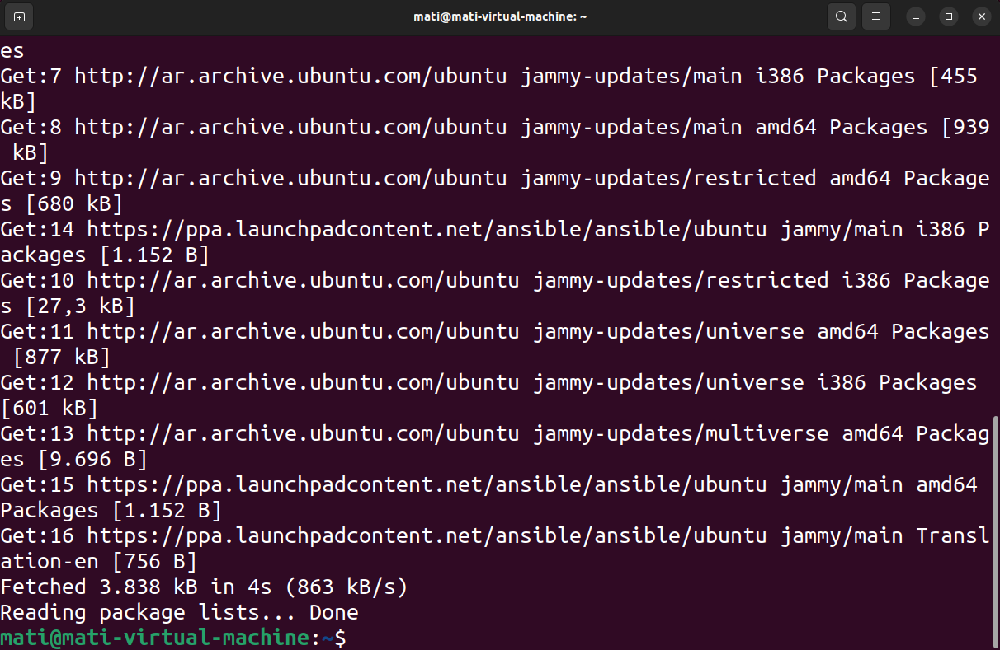 mati@mati-virtual-machine: ~
es
Get:7 http://ar.archive.ubuntu.com/ubuntu jammy-updates/main i386 Packages [455
kB]
Get:8 http://ar.archive.ubuntu.com/ubuntu jammy-updates/main amd64 Packages [939
 kB]
Get:9 http://ar.archive.ubuntu.com/ubuntu jammy-updates/restricted amd64 Package
s [680 kB]
Get:14 https://ppa.launchpadcontent.net/ansible/ansible/ubuntu jammy/main i386 P
ackages [1.152 B]
Get:10 http://ar.archive.ubuntu.com/ubuntu jammy-updates/restricted i386 Package
s [27,3 kB]
Get:11 http://ar.archive.ubuntu.com/ubuntu jammy-updates/universe amd64 Packages
 [877 kB]
Get:12 http://ar.archive.ubuntu.com/ubuntu jammy-updates/universe i386 Packages
[601 kB]
Get:13 http://ar.archive.ubuntu.com/ubuntu jammy-updates/multiverse amd64 Packag
es [9.696 B]
Get:15 https://ppa.launchpadcontent.net/ansible/ansible/ubuntu jammy/main amd64
Packages [1.152 B]
Get:16 https://ppa.launchpadcontent.net/ansible/ansible/ubuntu jammy/main Transl
ation-en [756 B]
Fetched 3.838 kB in 4s (863 kB/s)
Reading package lists... Done
mati@mati-virtual-machine:~$